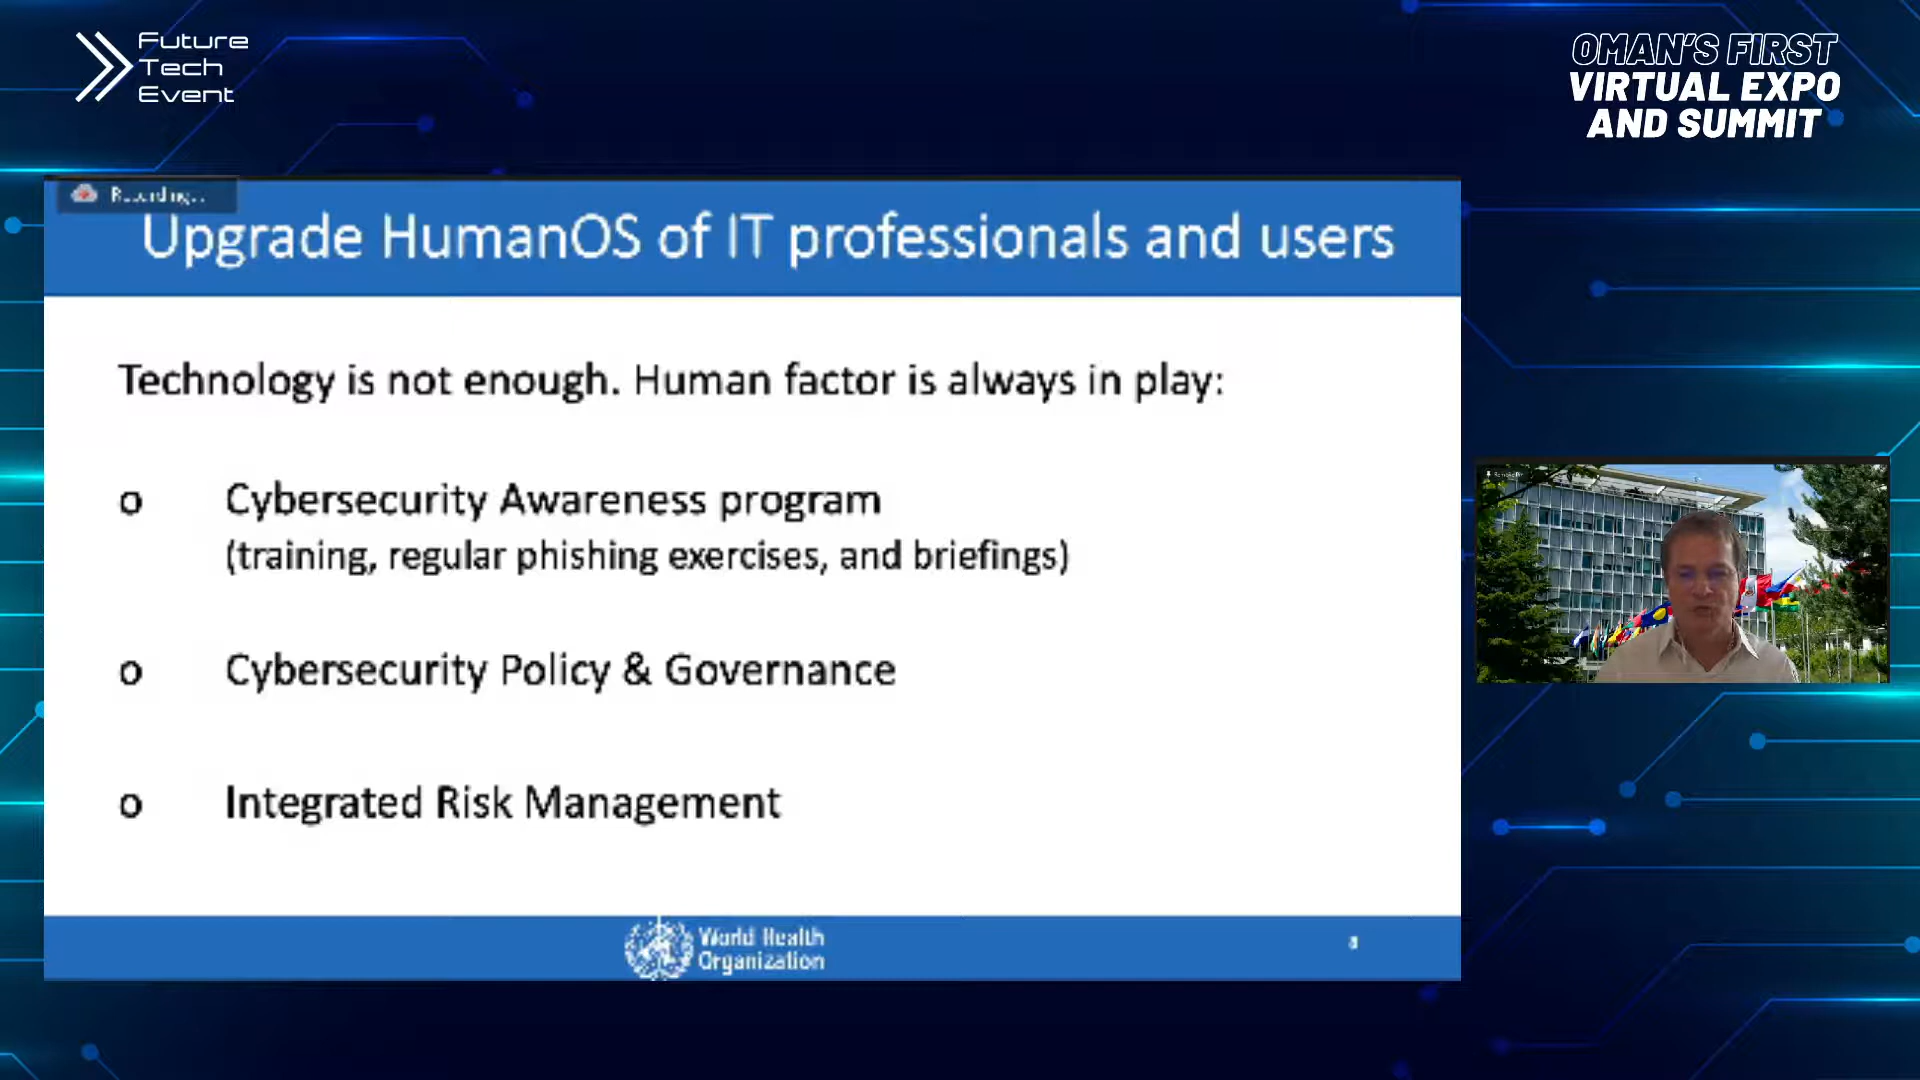 Future
Tech
Event
OMAN'S FIRST
VIRTUAL EXPO
AND SUMMIT
Recording...
Upgrade HumanOS of IT professionals and users
Technology is not enough. Human factor is always in play:
o Cybersecurity Awareness program
(training, regular phishing exercises, and briefings)
o Cybersecurity Policy & Governance
o Integrated Risk Management
World Health
Organization